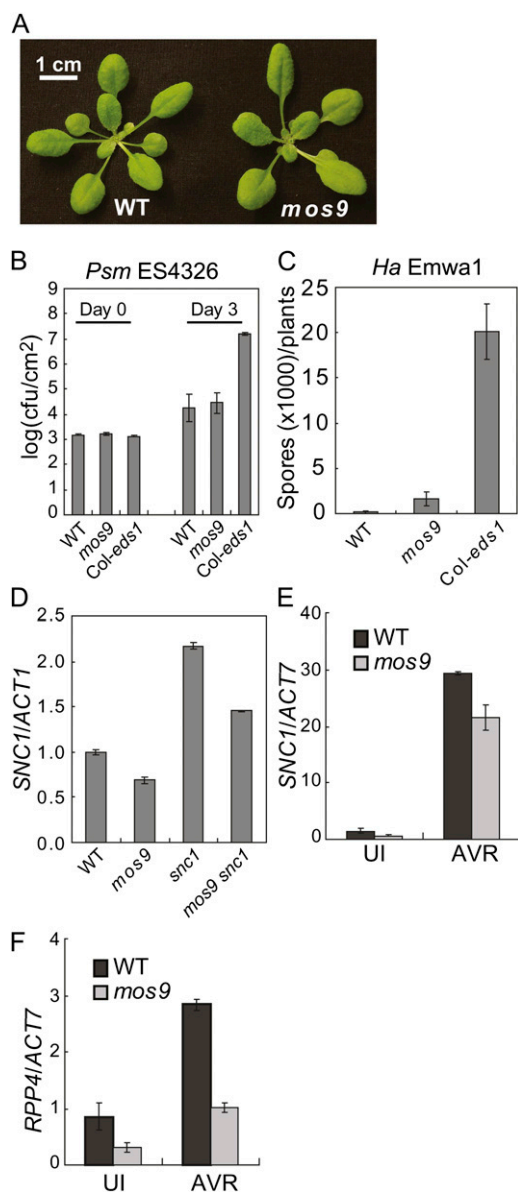 A
1 cm
WT
mos9
B
Psm ES4326
Day 0
Day 3
log(cfu/cm²)
9
8
7
6
5
4
3
2
1
0
WT
mos9
Col-eds1
WT
mos9
Col-eds1
C
Ha Emwa1
Spores (x1000)/plants
25
20
15
10
5
0
WT
mos9
Col-eds1
D
SNC1/ACT1
2.5
2.0
1.5
1.0
0.5
0.0
WT
mos9
snc1
mos9 snc1
E
WT
mos9
SNC1/ACT7
40
30
20
10
0
UI
AVR
F
WT
mos9
RPP4/ACT7
4
3
2
1
0
UI
AVR